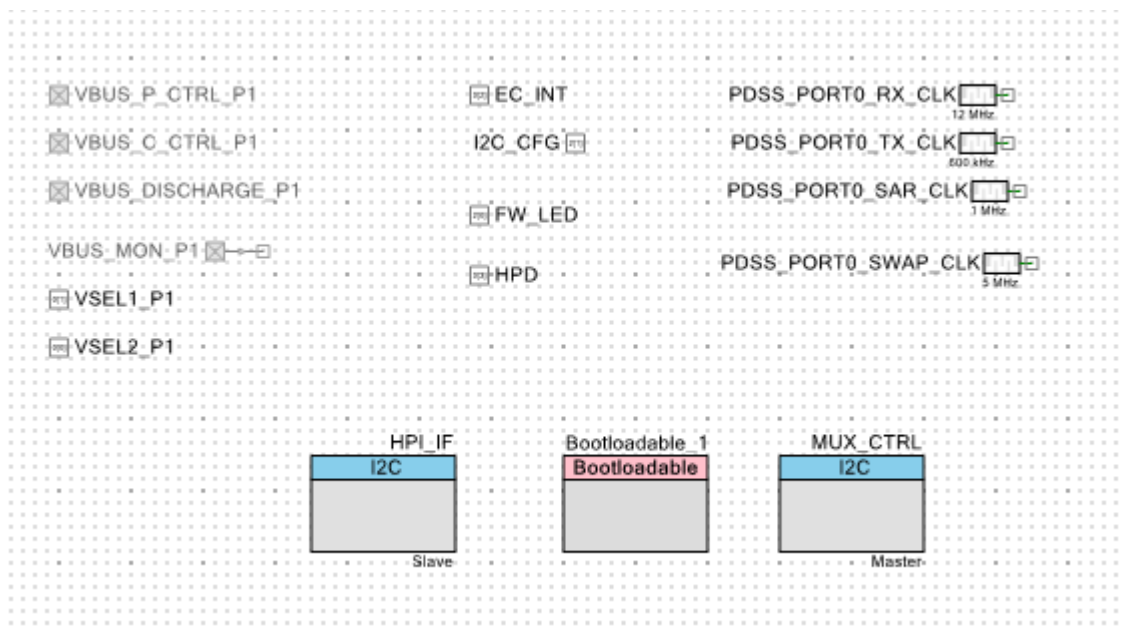 VBUS_P_CTRL_P1
VBUS_C_CTRL_P1
VBUS_DISCHARGE_P1
VBUS_MON_P1
VSEL1_P1
VSEL2_P1
EC_INT
I2C_CFG
FW_LED
HPD
PDSS_PORT0_RX_CLK
12 MHz
PDSS_PORT0_TX_CLK
600 kHz
PDSS_PORT0_SAR_CLK
1 MHz
PDSS_PORT0_SWAP_CLK
5 MHz
HPI_IF
I2C
Slave
Bootloadable_1
Bootloadable
MUX_CTRL
I2C
Master